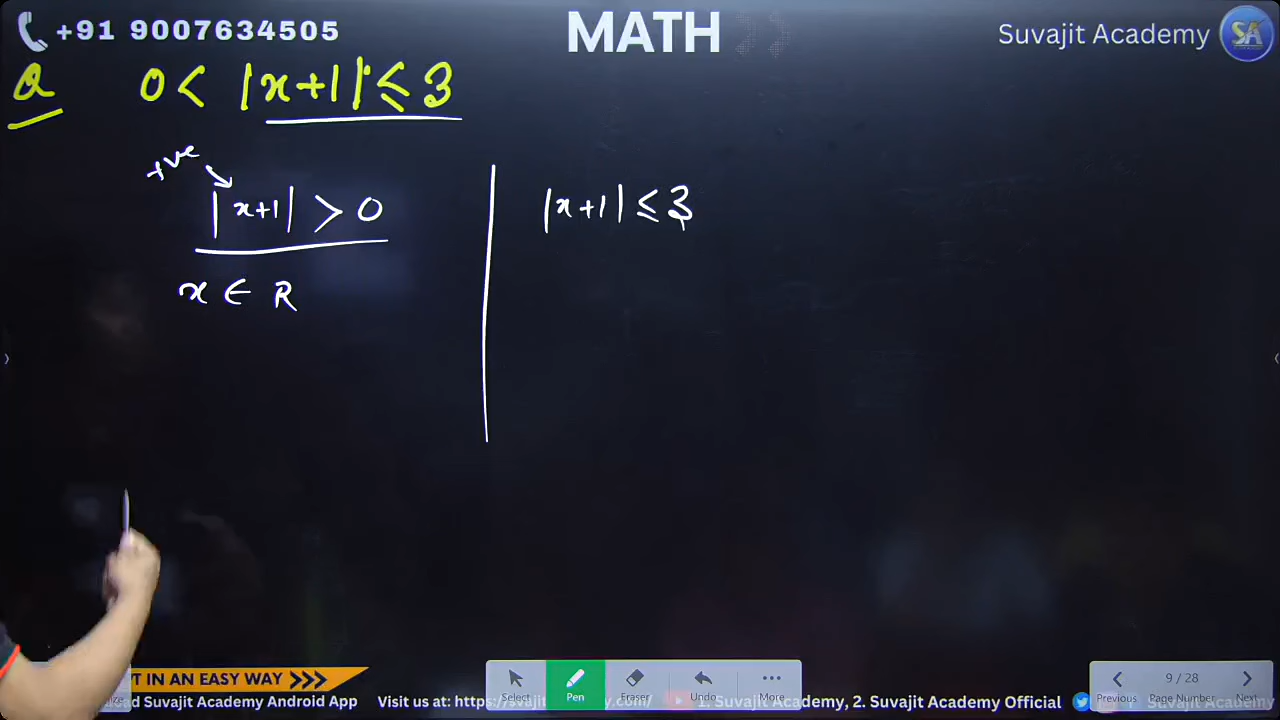 +91 9007634505
MATH
Suvajit Academy
SA
Q 0 < |x+1| ≤ 3
+ve
|x+1| > 0
x ∈ R
|x+1| ≤ 3
T IN AN EASY WAY
ad Suvajit Academy Android App
Visit us at: https://
1. Suvajit Academy, 2. Suvajit Academy Official
Select
Pen
Eraser
Undo
More
9 / 28
Previous
Page Number
Next